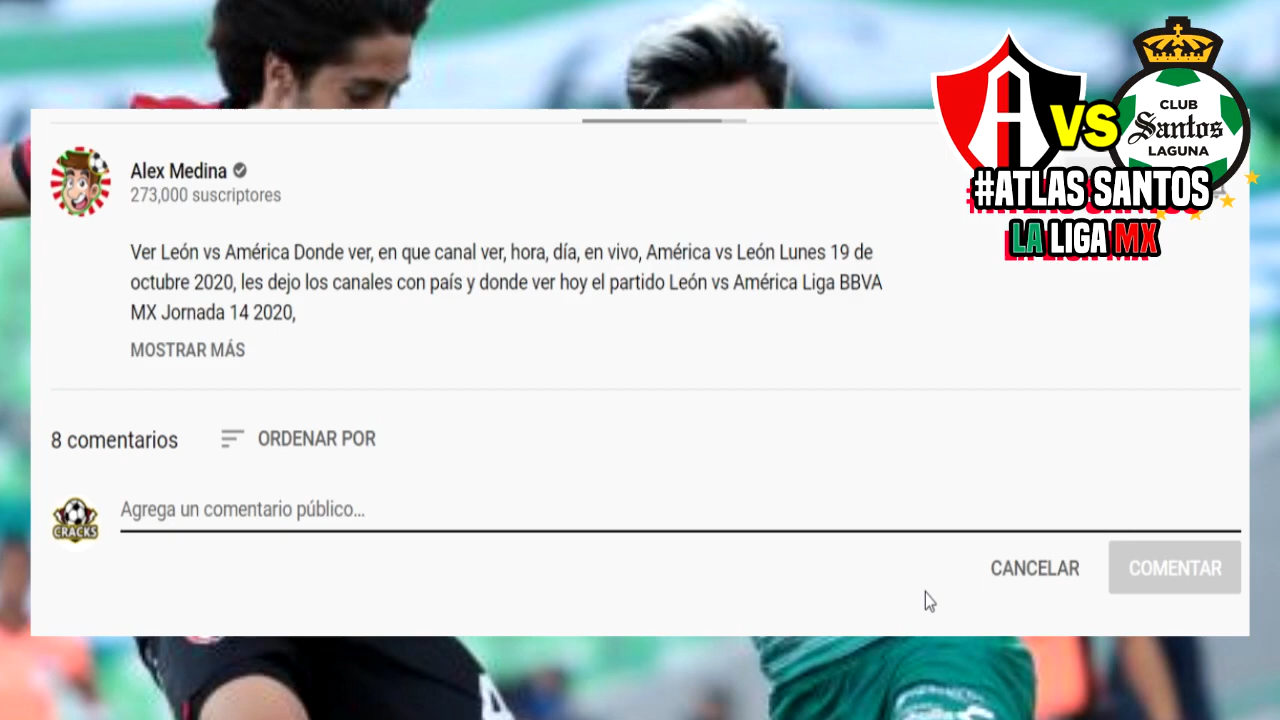 CLUB
Santos
LAGUNA
A VS
#ATLAS SANTOS
LA LIGA MX
Alex Medina
273,000 suscriptores
Ver León vs América Donde ver, en que canal ver, hora, día, en vivo, América vs León Lunes 19 de
octubre 2020, les dejo los canales con país y donde ver hoy el partido León vs América Liga BBVA
MX Jornada 14 2020,
MOSTRAR MÁS
8 comentarios
ORDENAR POR
CRACKS
Agrega un comentario público...
CANCELAR
COMENTAR